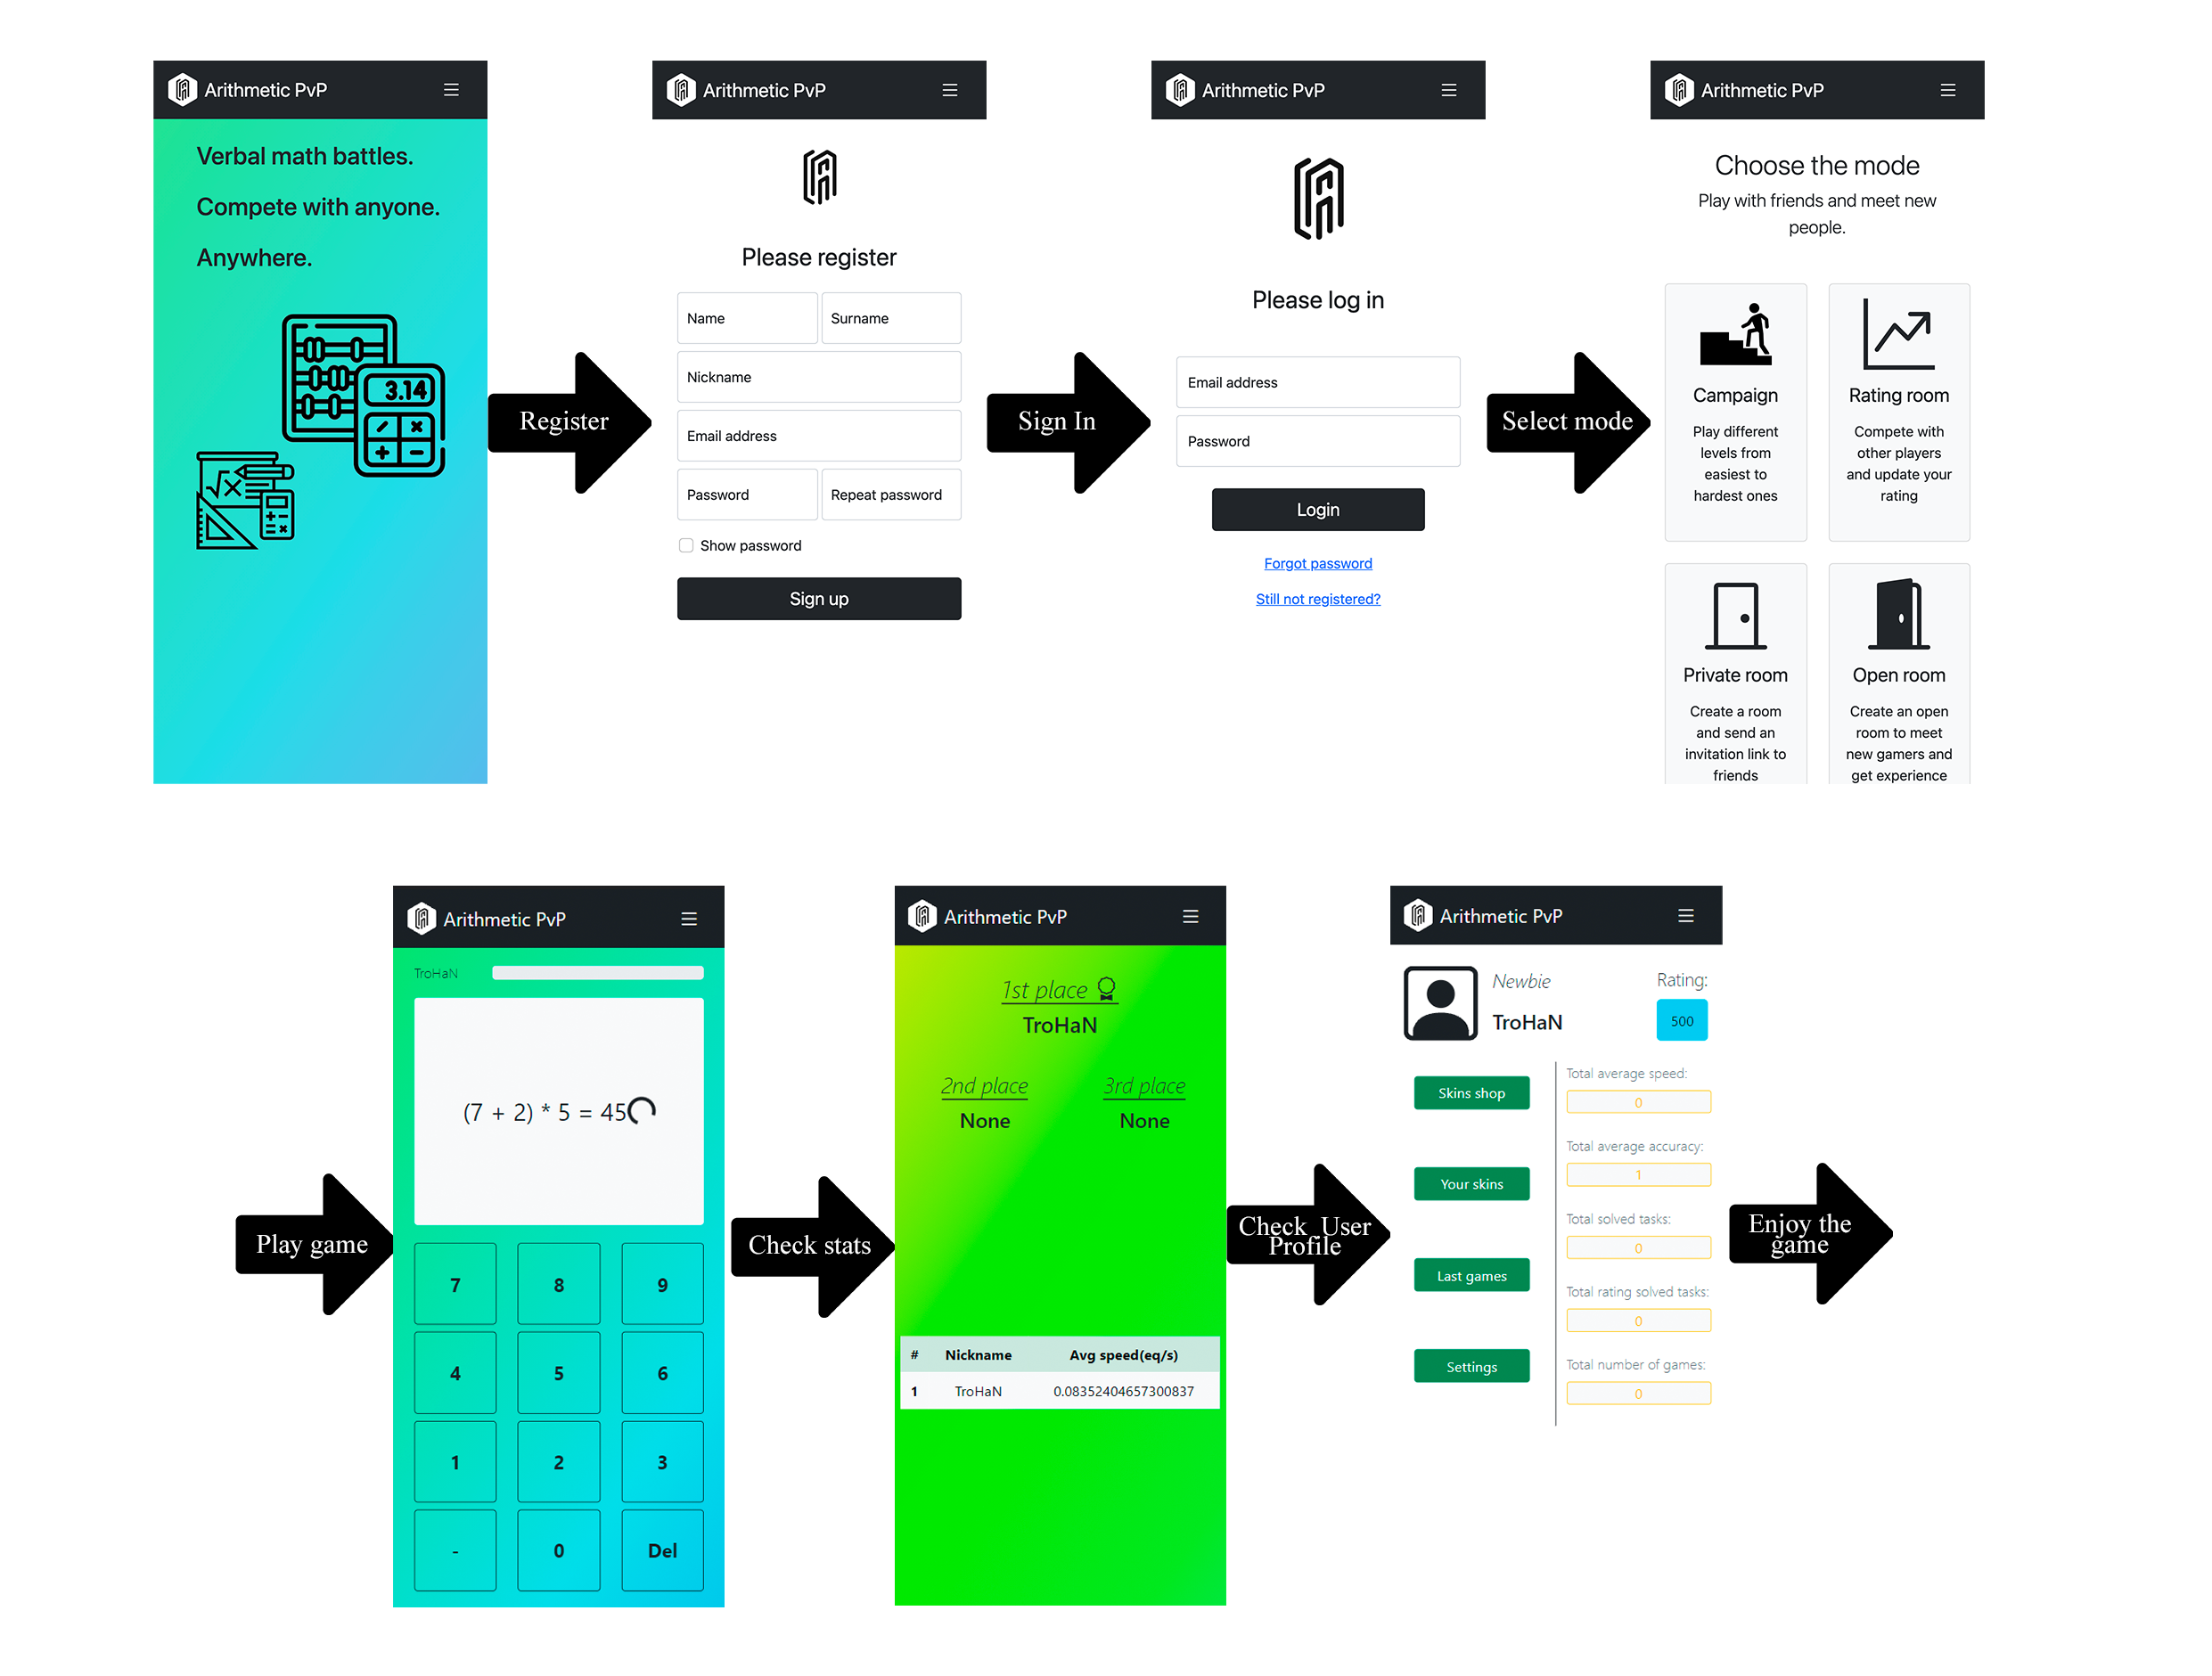 Arithmetic PvP
Verbal math battles.
Compete with anyone.
Anywhere.
3.14
Register
Arithmetic PvP
Please register
Name
Surname
Nickname
Email address
Password
Repeat password
Show password
Sign up
Sign In
Arithmetic PvP
Please log in
Email address
Password
Login
Forgot password
Still not registered?
Select mode
Arithmetic PvP
Choose the mode
Play with friends and meet new
people.
Campaign
Play different
levels from
easiest to
hardest ones
Rating room
Compete with
other players
and update your
rating
Private room
Create a room
and send an
invitation link to
friends
Open room
Create an open
room to meet
new gamers and
get experience
Play game
Arithmetic PvP
TroHaN
(7 + 2) * 5 = 45
7 8 9
4 5 6
1 2 3
- 0 Del
Check stats
Arithmetic PvP
1st place
TroHaN
2nd place
None
3rd place
None
# Nickname Avg speed(eq/s)
1 TroHaN 0.08352404657300837
Check User
Profile
Arithmetic PvP
Newbie
TroHaN
Rating:
500
Skins shop
Your skins
Last games
Settings
Total average speed:
0
Total average accuracy:
1
Total solved tasks:
0
Total rating solved tasks:
0
Total number of games:
0
Enjoy the
game